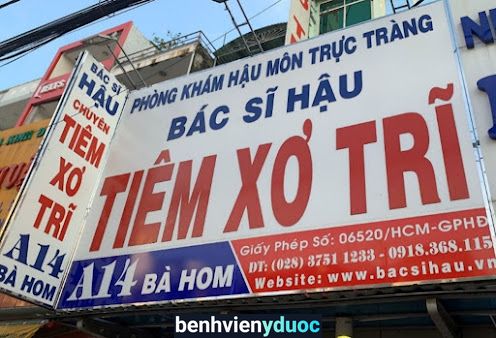 BÁC SĨ
HẬU
CHUYÊN
TIÊM
XƠ
TRĨ
A14
BÀ HOM
PHÒNG KHÁM HẬU MÔN TRỰC TRÀNG
BÁC SĨ HẬU
TIÊM XƠ TRĨ
A14 BÀ HOM
Giấy Phép Số: 06520/HCM-GPHĐ
ĐT: (028) 3751 1233 - 0918.368.115
Website: www.bacsihau.vn
benhvienyduoc